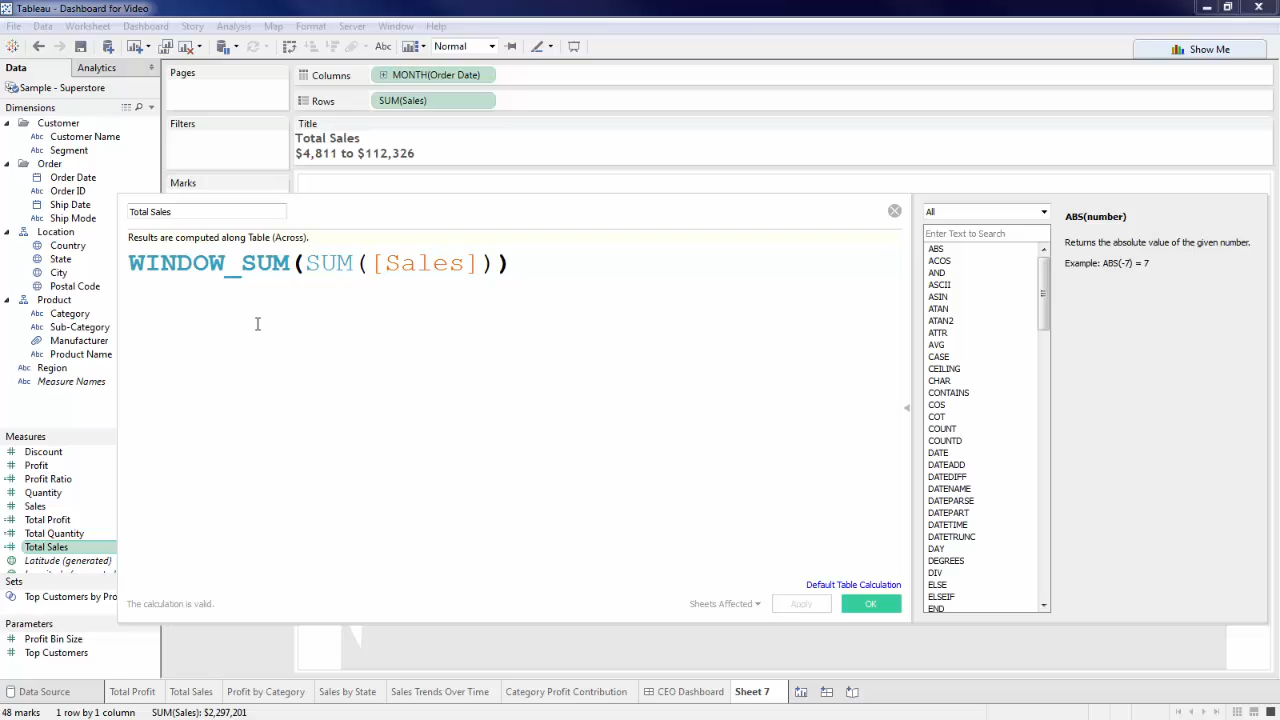 Tableau - Dashboard for Video
File Data Worksheet Dashboard Story Analysis Map Format Server Window Help
Abc Normal Show Me
Data Analytics
Sample - Superstore
Dimensions
Customer
Abc Customer Name
Abc Segment
Order
Order Date
Abc Order ID
Ship Date
Abc Ship Mode
Location
Country
State
City
Postal Code
Product
Abc Category
Abc Sub-Category
Manufacturer
Abc Product Name
Abc Region
Abc Measure Names
Measures
Discount
Profit
Profit Ratio
Quantity
Sales
Total Profit
Total Quantity
Total Sales
Latitude (generated)
Sets
Top Customers by Pro
Parameters
Profit Bin Size
Top Customers
Pages
Filters
Marks
Columns MONTH(Order Date)
Rows SUM(Sales)
Title
Total Sales
$4,811 to $112,326
Total Sales
Results are computed along Table (Across).
WINDOW_SUM(SUM([Sales]))
Default Table Calculation
The calculation is valid. Sheets Affected Apply OK
All
Enter Text to Search
ABS
ACOS
AND
ASCII
ASIN
ATAN
ATAN2
ATTR
AVG
CASE
CEILING
CHAR
CONTAINS
COS
COT
COUNT
COUNTD
DATE
DATEADD
DATEDIFF
DATENAME
DATEPARSE
DATEPART
DATETIME
DATETRUNC
DAY
DEGREES
DIV
ELSE
ELSEIF
END
ABS(number)
Returns the absolute value of the given number.
Example: ABS(-7) = 7
Data Source Total Profit Total Sales Profit by Category Sales by State Sales Trends Over Time Category Profit Contribution CEO Dashboard Sheet 7
48 marks 1 row by 1 column SUM(Sales): $2,297,201